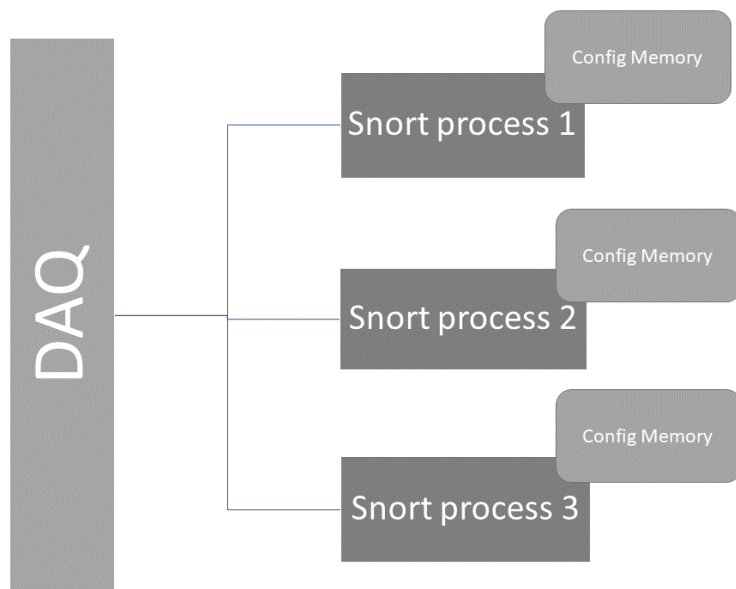 Config Memory
Snort process 1
DAQ
Config Memory
Snort process 2
Config Memory
Snort process 3